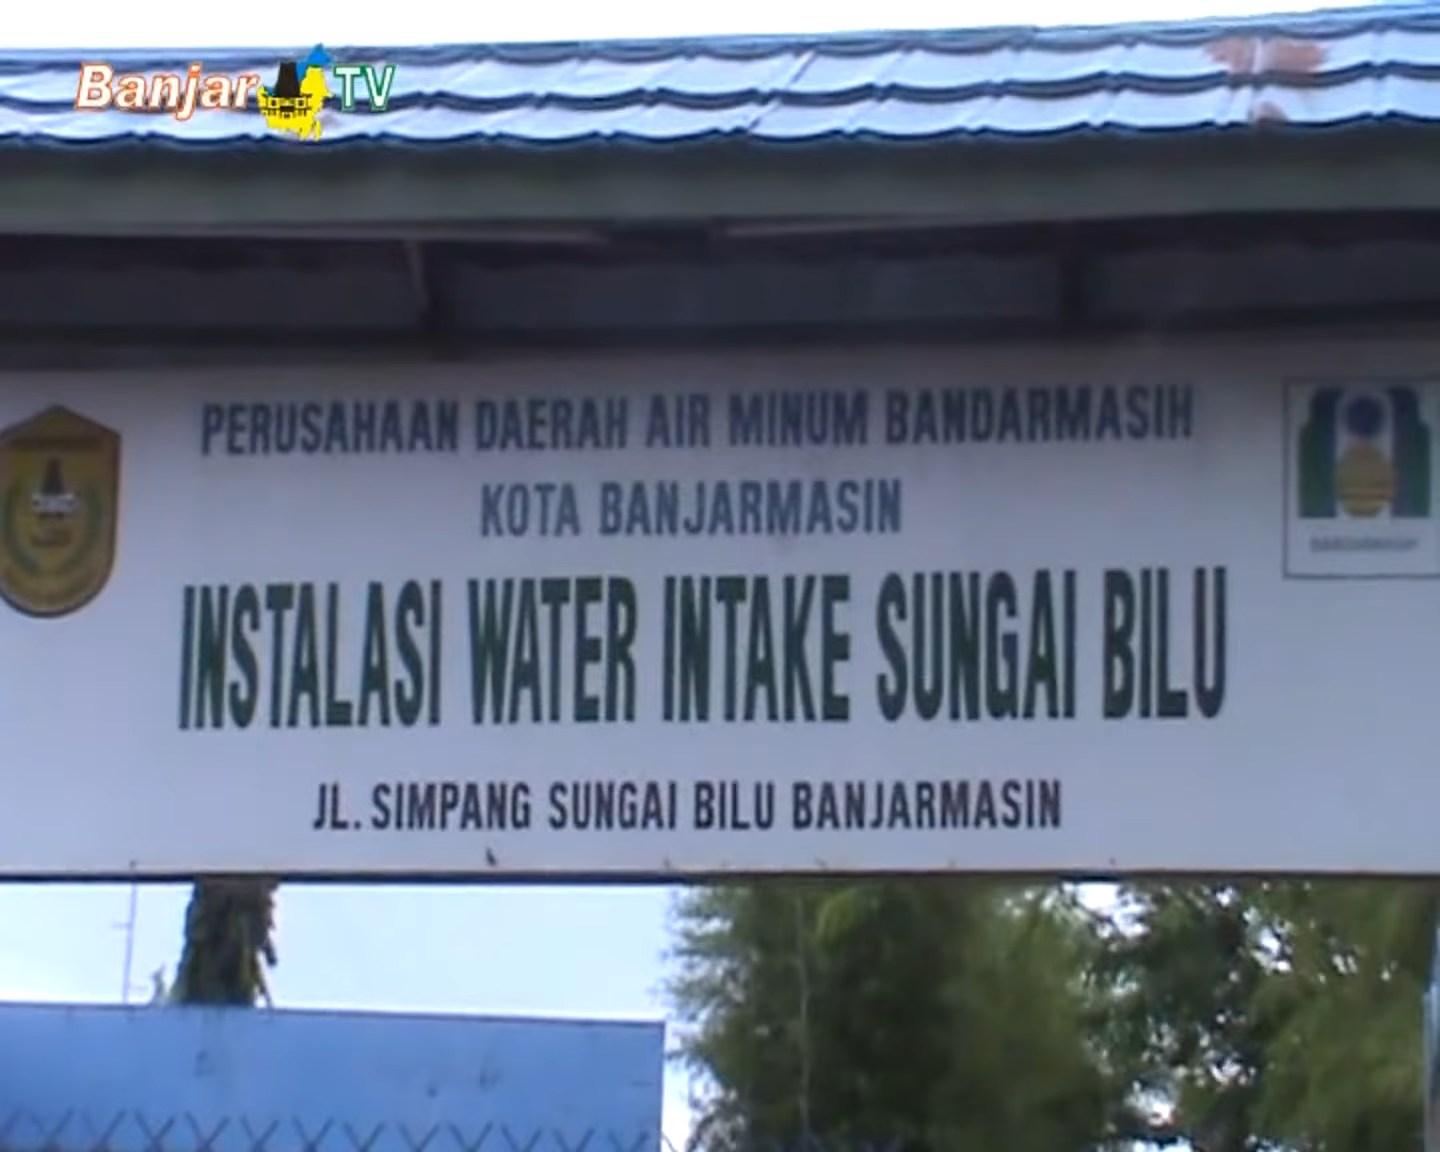 Banjar TV
PERUSAHAAN DAERAH AIR MINUM BANDARMASIH
KOTA BANJARMASIN
INSTALASI WATER INTAKE SUNGAI BILU
JL. SIMPANG SUNGAI BILU BANJARMASIN